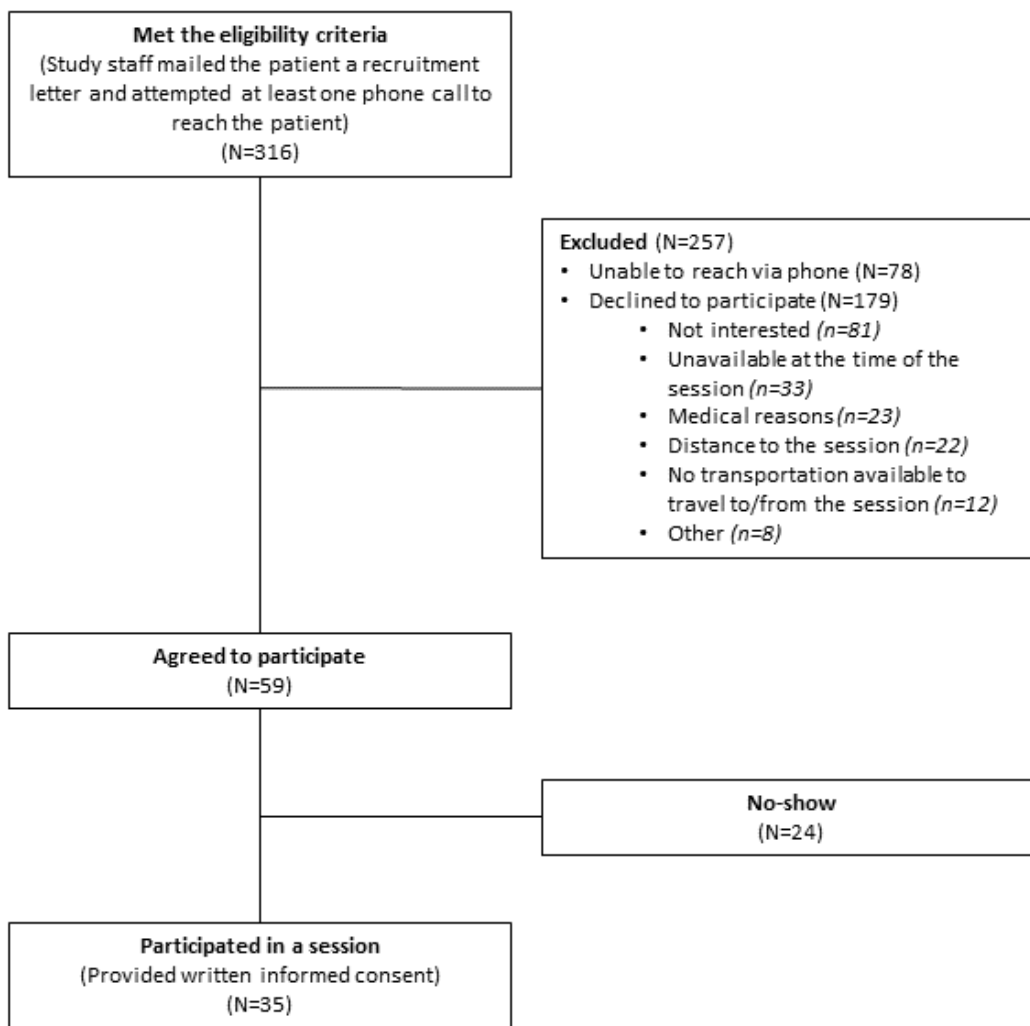 Met the eligibility criteria
(Study staff mailed the patient a recruitment
letter and attempted at least one phone call to
reach the patient)
(N=316)
Excluded (N=257)
• Unable to reach via phone (N=78)
• Declined to participate (N=179)
• Not interested (n=81)
• Unavailable at the time of the
session (n=33)
• Medical reasons (n=23)
• Distance to the session (n=22)
• No transportation available to
travel to/from the session (n=12)
• Other (n=8)
Agreed to participate
(N=59)
No-show
(N=24)
Participated in a session
(Provided written informed consent)
(N=35)